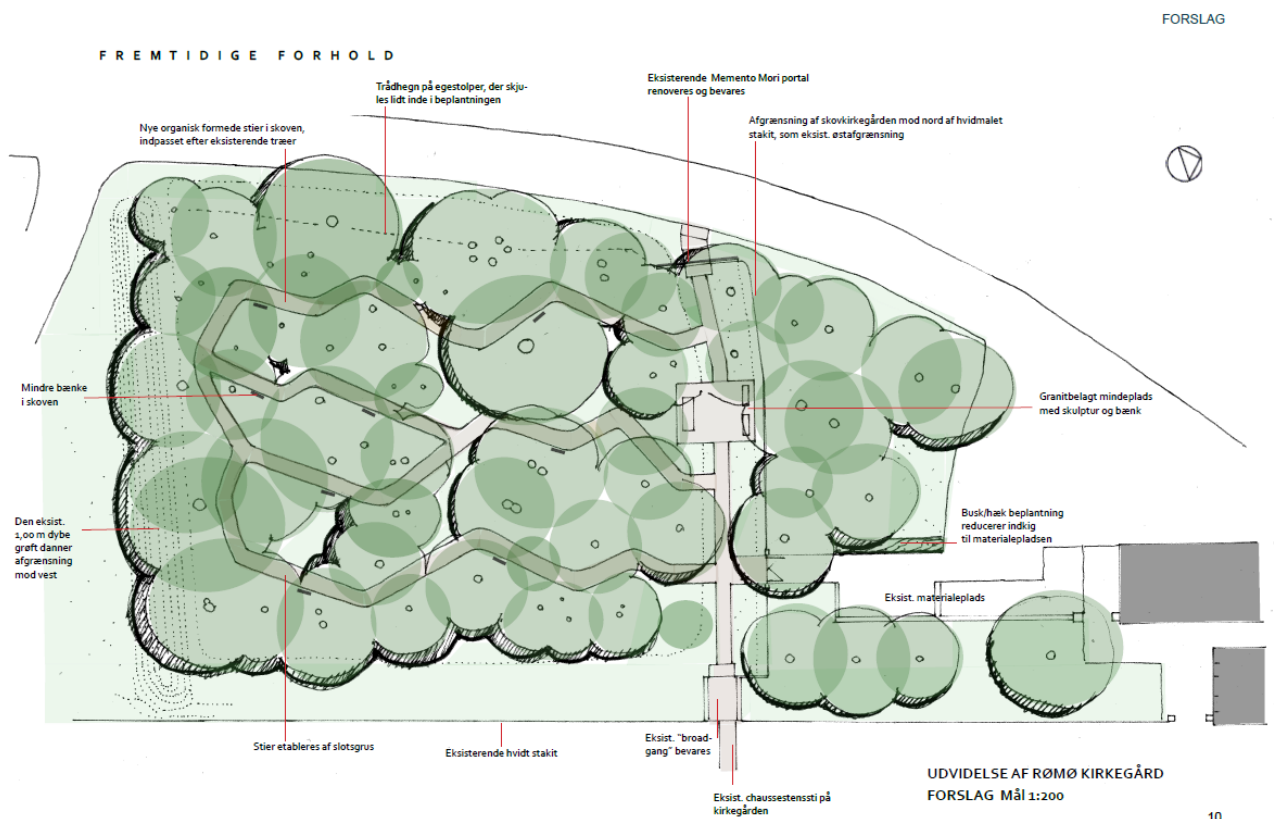 FORSLAG
FREMTIDIGE FORHOLD
Eksisterende Memento Mori portal
renoveres og bevares
Trådhegn på egestolper, der skju-
les lidt inde i beplantningen
Afgrænsning af skovkirkegården mod nord af hvidmalet
stakit, som eksist. østafgrænsning
Nye organisk formede stier i skoven,
indpasset efter eksisterende træer
Mindre bænke
i skoven
Granitbelagt mindeplads
med skulptur og bænk
Den eksist.
1,00 m dybe
grøft danner
afgrænsning
mod vest
Busk/hæk beplantning
reducerer indkig
til materialepladsen
Eksist. materialeplads
Stier etableres af slotsgrus
Eksisterende hvidt stakit
Eksist. "broad-
gang" bevares
Eksist. chaussestenssti på
kirkegården
UDVIDELSE AF RØMØ KIRKEGÅRD
FORSLAG Mål 1:200
10